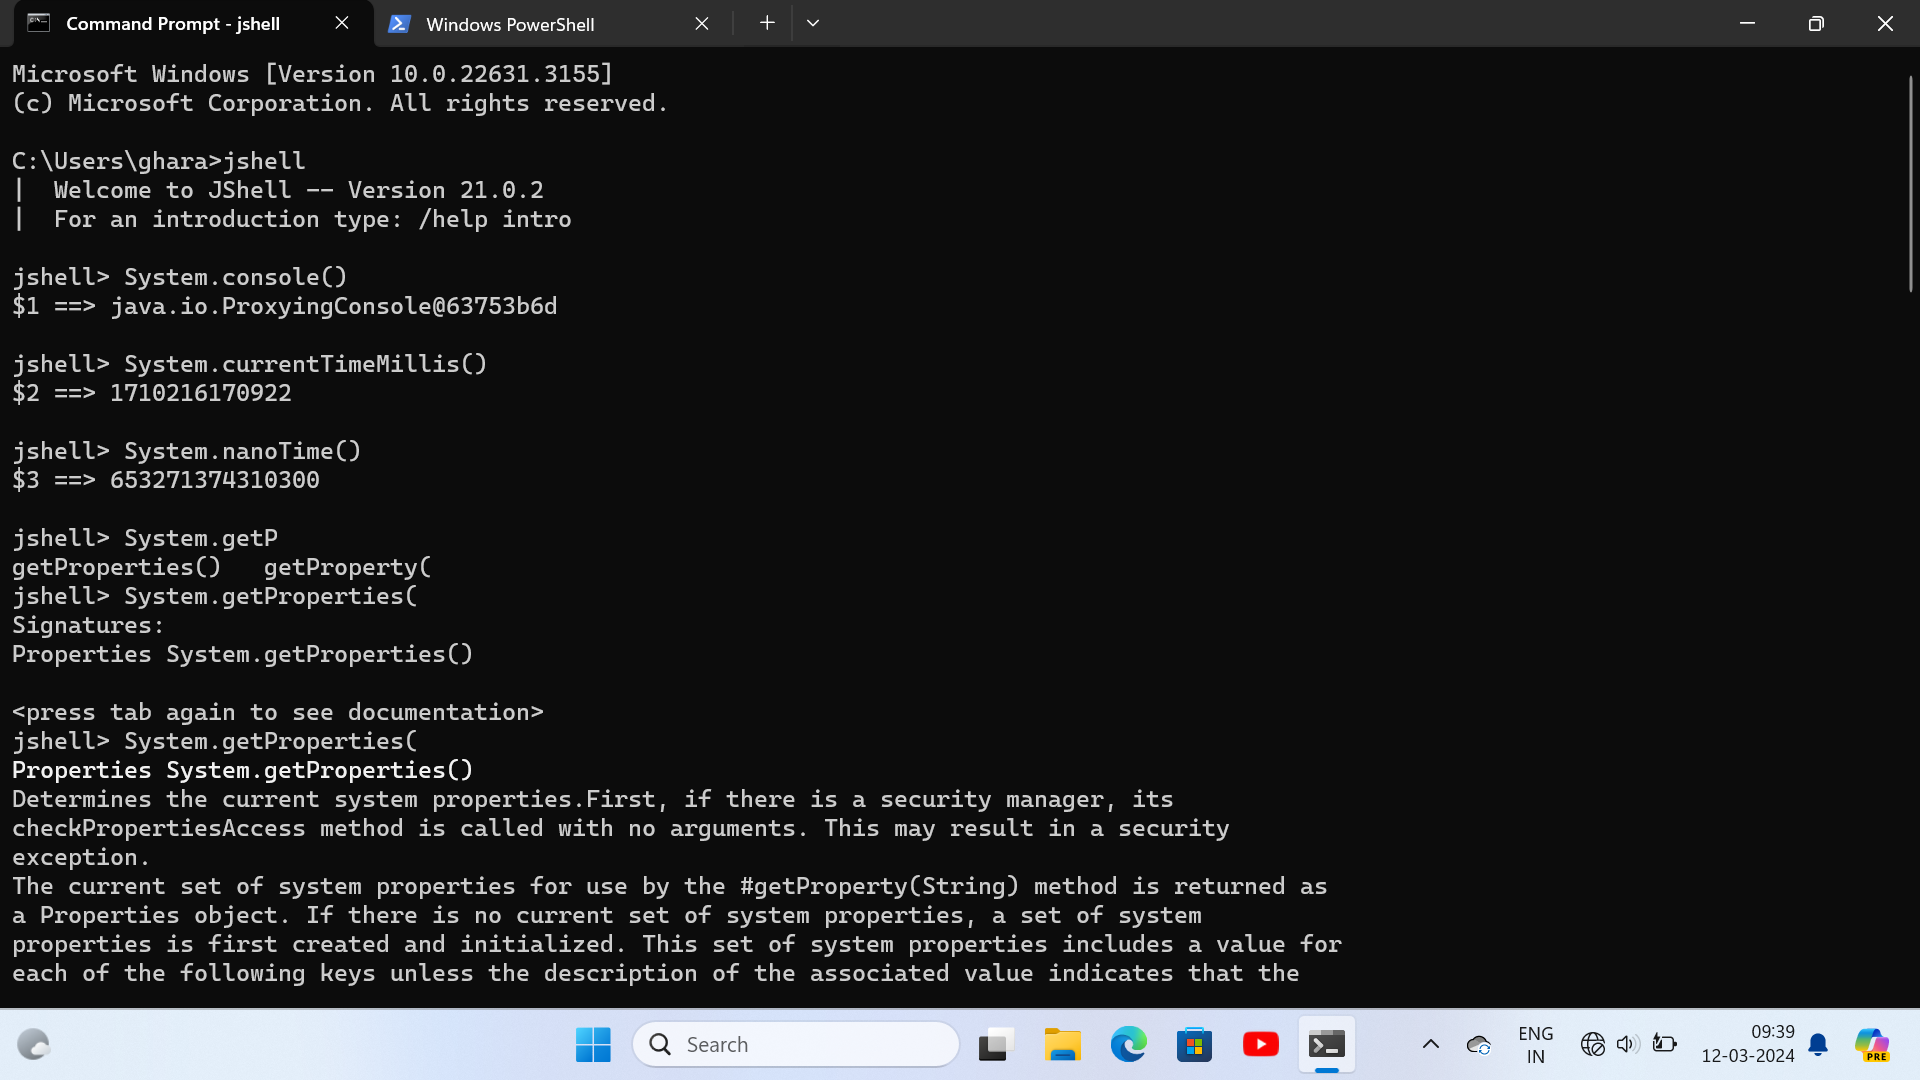 Command Prompt - jshell
Windows PowerShell
Microsoft Windows [Version 10.0.22631.3155]
(c) Microsoft Corporation. All rights reserved.
C:\Users\ghara>jshell
|  Welcome to JShell -- Version 21.0.2
|  For an introduction type: /help intro
jshell> System.console()
$1 ==> java.io.ProxyingConsole@63753b6d
jshell> System.currentTimeMillis()
$2 ==> 1710216170922
jshell> System.nanoTime()
$3 ==> 653271374310300
jshell> System.getP
getProperties()   getProperty(
jshell> System.getProperties(
Signatures:
Properties System.getProperties()
<press tab again to see documentation>
jshell> System.getProperties(
Properties System.getProperties()
Determines the current system properties.First, if there is a security manager, its
checkPropertiesAccess method is called with no arguments. This may result in a security
exception.
The current set of system properties for use by the #getProperty(String) method is returned as
a Properties object. If there is no current set of system properties, a set of system
properties is first created and initialized. This set of system properties includes a value for
each of the following keys unless the description of the associated value indicates that the
Search
ENG
IN
09:39
12-03-2024
PRE